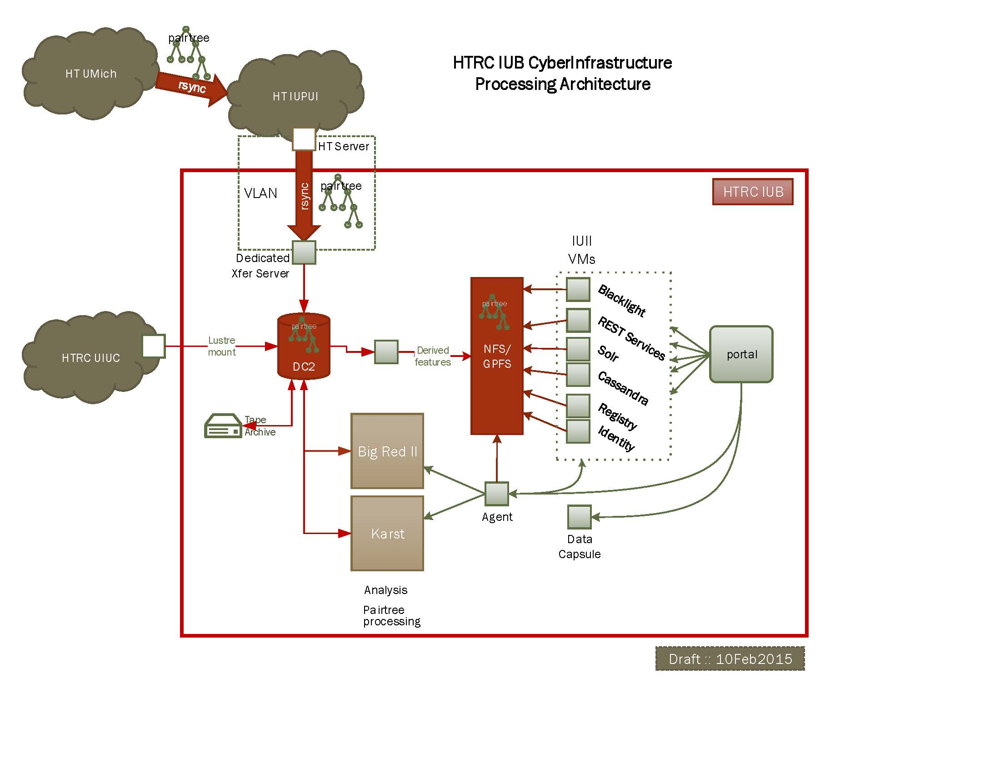 pairtree
HT UMich
rsync
HT IUPUI
HTRC IUB CyberInfrastructure
Processing Architecture
HT Server
VLAN
rsync
pairtree
HTRC IUB
Dedicated
Xfer Server
IUII
VMs
Blacklight
REST Services
Solr
Cassandra
Registry
Identity
pairtree
NFS/
GPFS
portal
HTRC UIUC
Lustre
mount
pairtree
DC2
Derived
features
Tape
Archive
Big Red II
Karst
Agent
Data
Capsule
Analysis
Pairtree
processing
Draft :: 10Feb2015